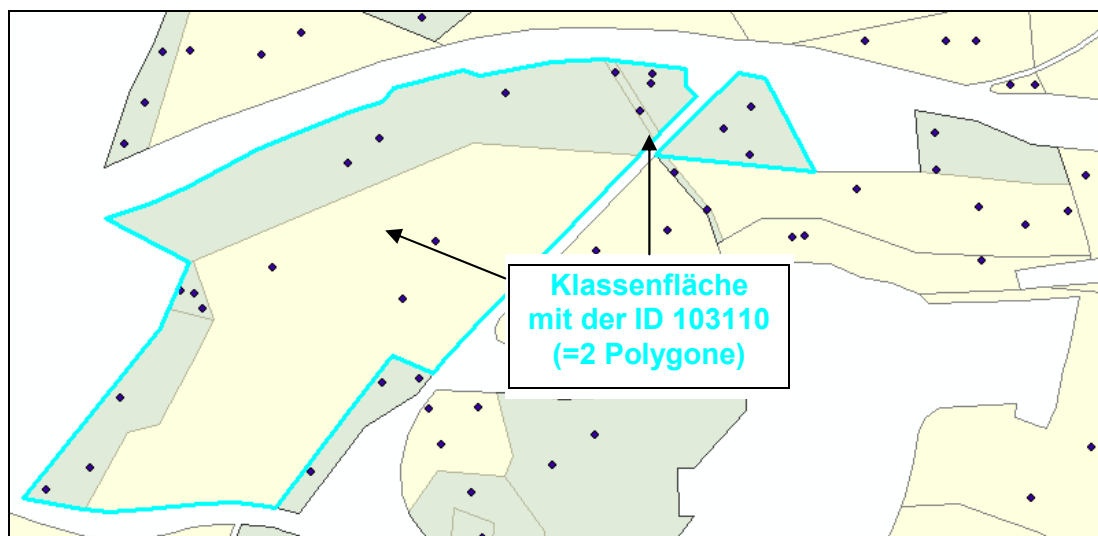 Klassenfläche
mit der ID 103110
(=2 Polygone)